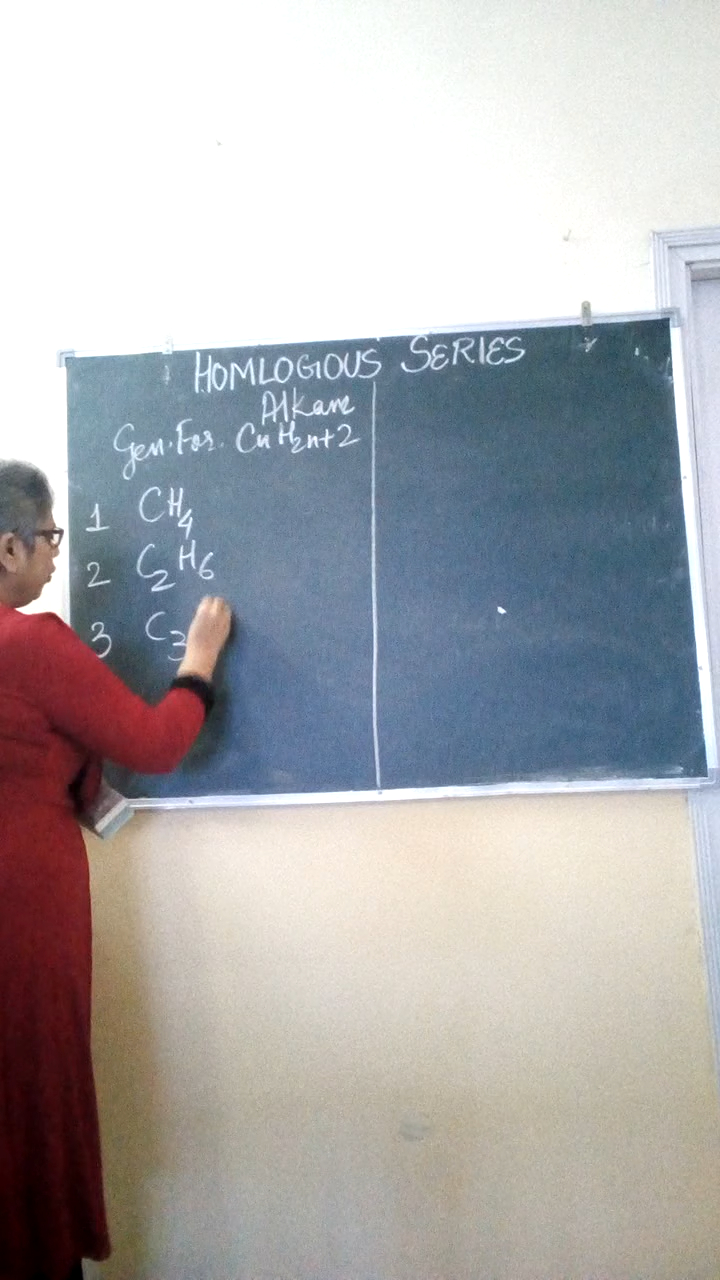 HOMLOGIOUS SERIES
Alkane
Gen. For. CnH2n+2
1 CH4
2 C2H6
3 C3